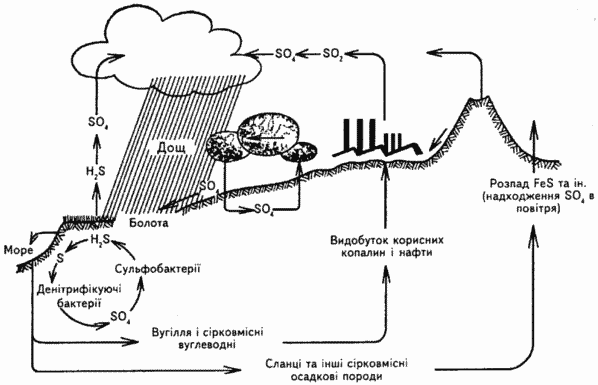 SO₄ SO₂
SO₄
Дощ
H₂S
Розпад FeS та ін.
(надходження SO₄ в
повітря)
SO₄
SO₄
Болота
Море
H₂S
S
Видобуток корисних
копалин і нафти
Сульфобактерії
Денітрифікуючі
бактерії
SO₄
Вугілля і сірковмісні
вуглеводні
Сланці та інші сірковмісні
осадкові породи